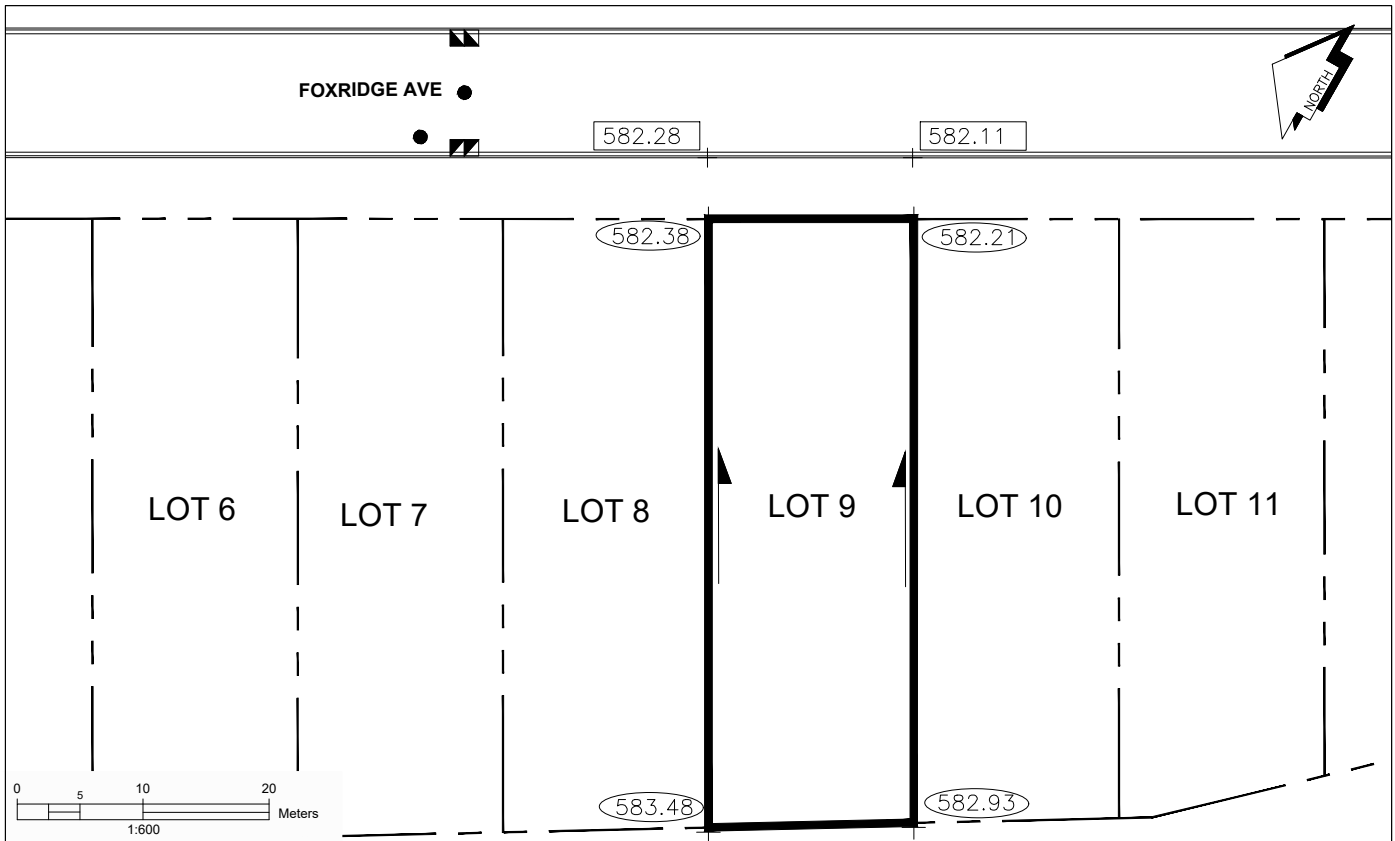 FOXRIDGE AVE
NORTH
582.28
582.11
582.38
582.21
LOT 6
LOT 7
LOT 8
LOT 9
LOT 10
LOT 11
583.48
582.93
0 5 10 20
Meters
1:600